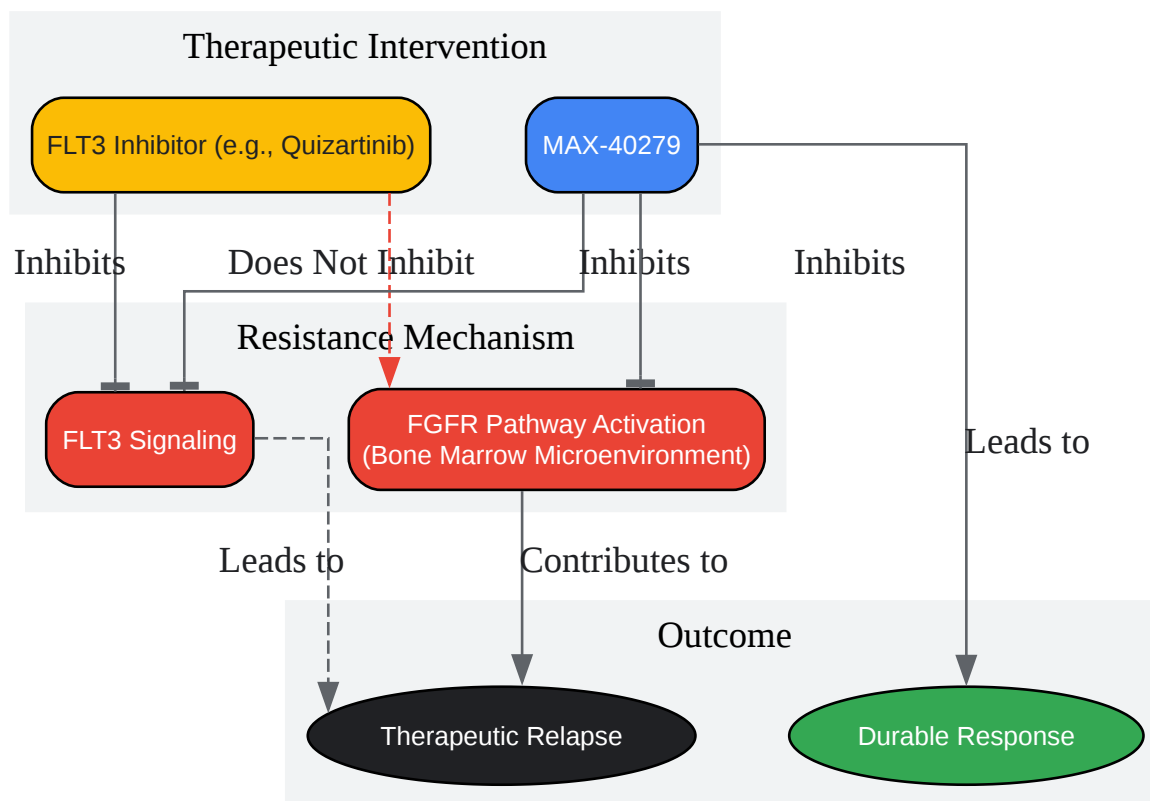 Therapeutic Intervention
FLT3 Inhibitor (e.g., Quizartinib)
MAX-40279
Inhibits
Does Not Inhibit
Inhibits
Inhibits
Resistance Mechanism
FLT3 Signaling
FGFR Pathway Activation
(Bone Marrow Microenvironment)
Leads to
Leads to
Contributes to
Outcome
Therapeutic Relapse
Durable Response